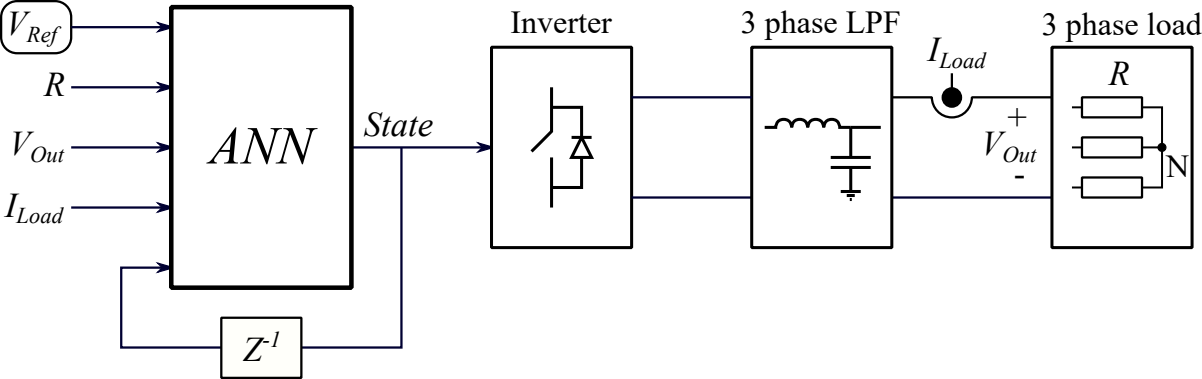 V_Ref
R
V_Out
I_Load
ANN
State
Z^-1
Inverter
3 phase LPF
I_Load
+
V_Out
-
3 phase load
R
N